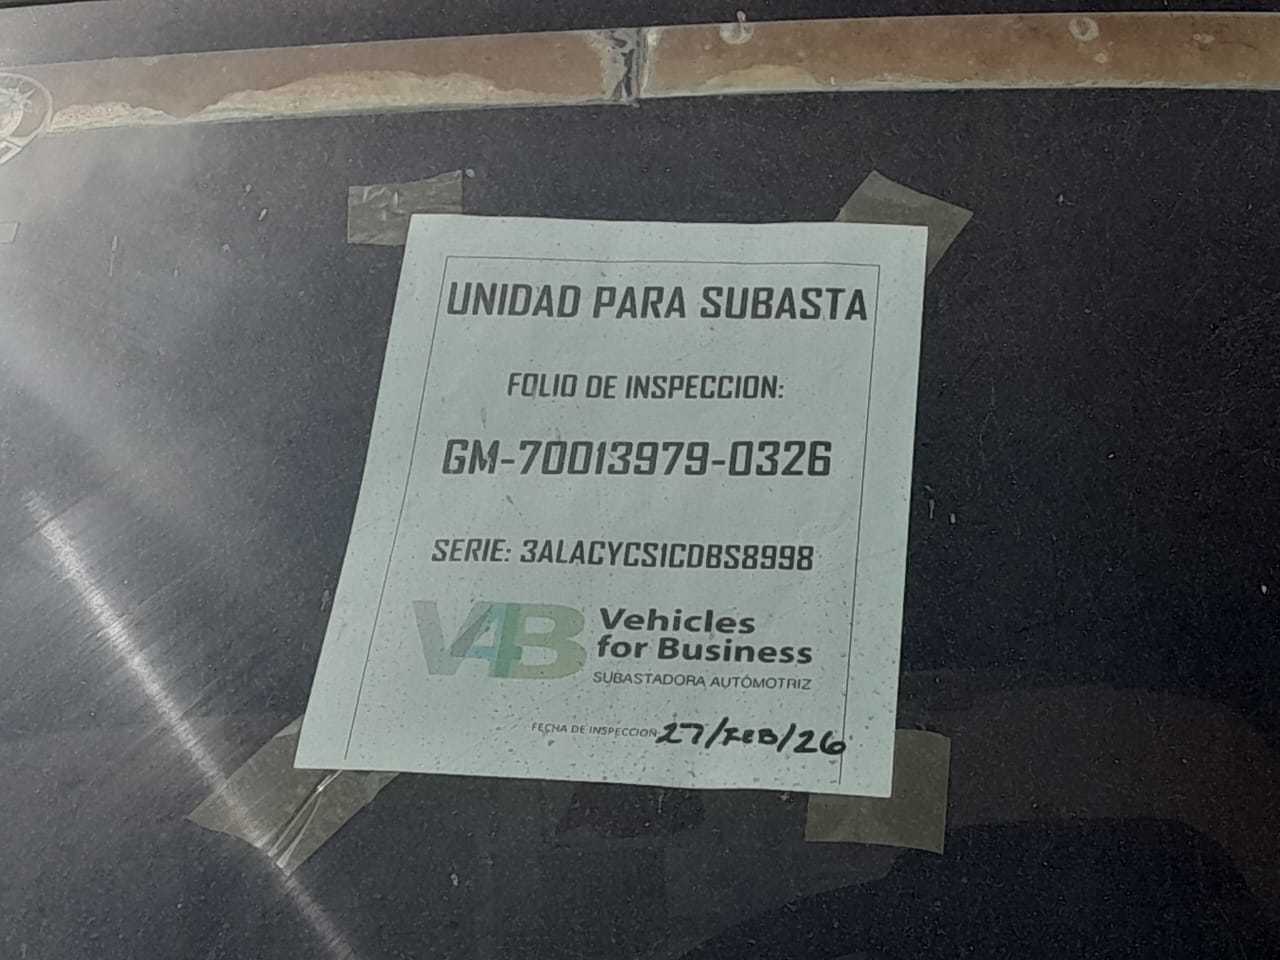 UNIDAD PARA SUBASTA
FOLIO DE INSPECCION:
GM-70013979-0326
SERIE: 3ALACYCS1CDBS8998
V4B Vehicles
for Business
SUBASTADORA AUTOMOTRIZ
FECHA DE INSPECCION: 27/FEB/26